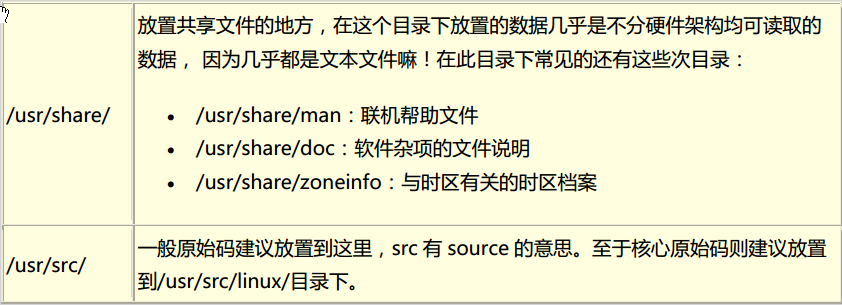 /usr/share/
放置共享文件的地方，在这个目录下放置的数据几乎是不分硬件架构均可读取的
数据， 因为几乎都是文本文件嘛！在此目录下常见的还有这些次目录：
• /usr/share/man：联机帮助文件
• /usr/share/doc：软件杂项的文件说明
• /usr/share/zoneinfo：与时区有关的时区档案
/usr/src/
一般原始码建议放置到这里，src 有 source 的意思。至于核心原始码则建议放置
到/usr/src/linux/目录下。